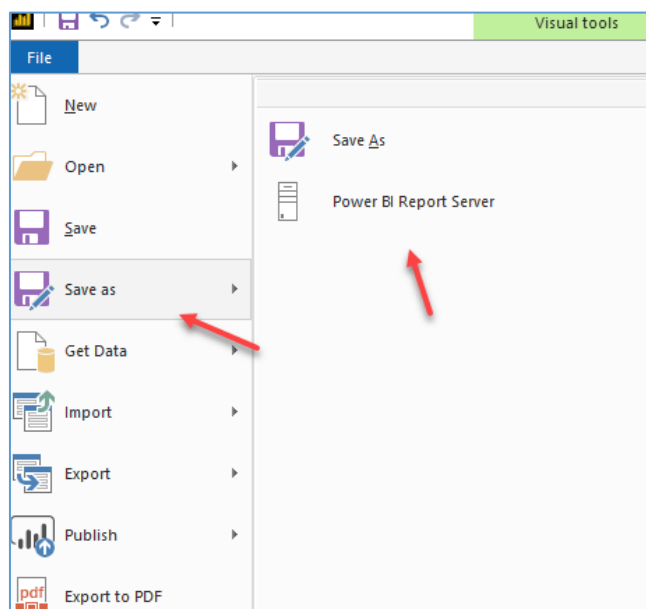 Visual tools
File
New
Open
Save
Save as
Get Data
Import
Export
Publish
pdf
Export to PDF
Save As
Power BI Report Server